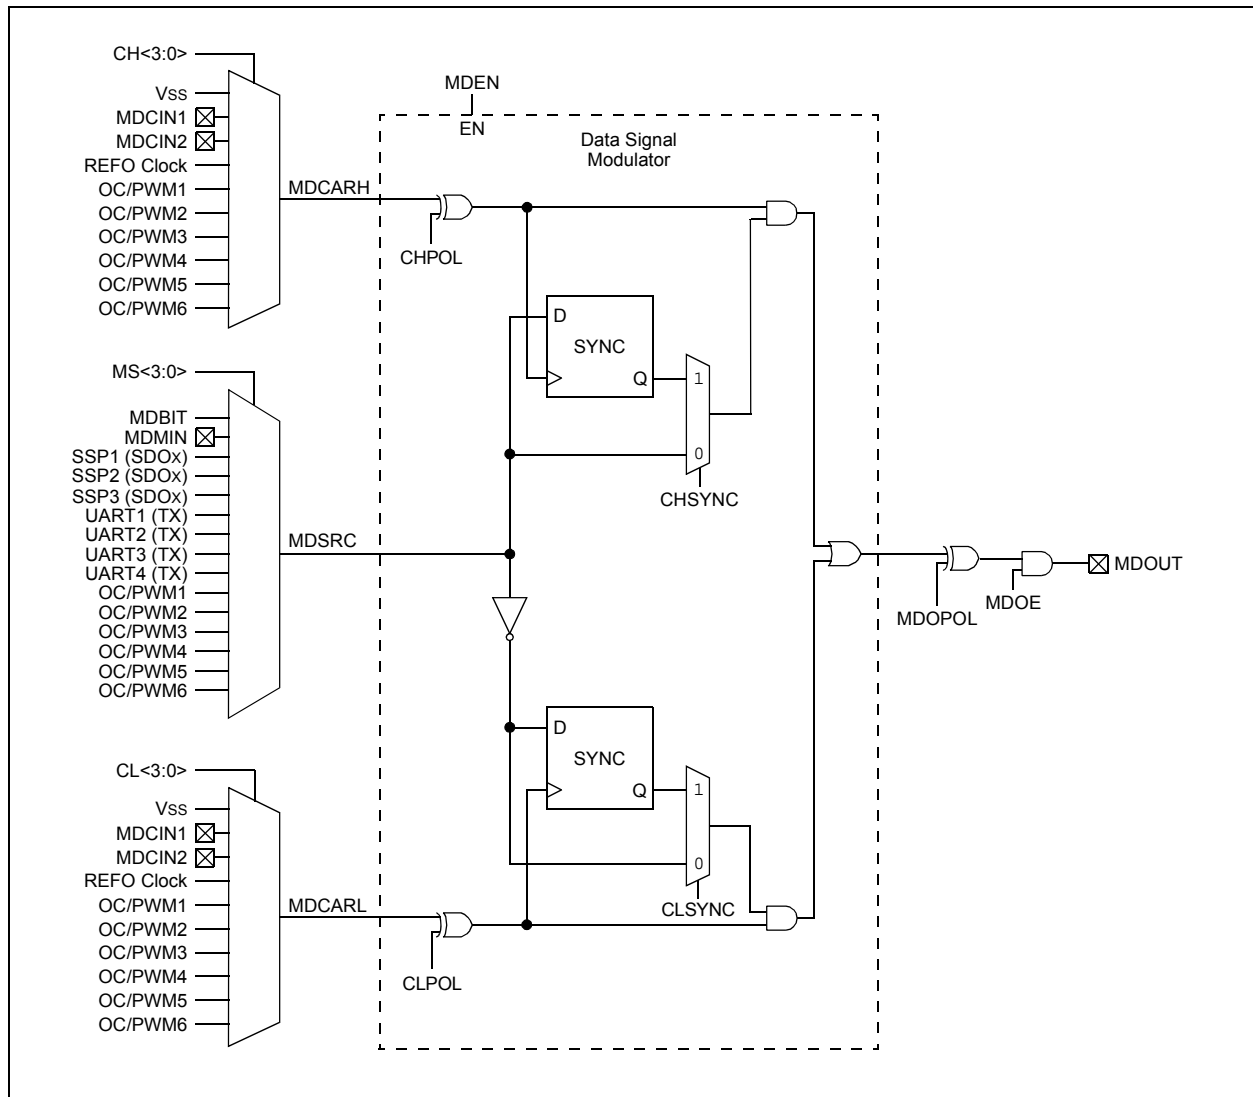 CH<3:0>
VSS
MDCIN1
MDCIN2
REFO Clock
OC/PWM1
OC/PWM2
OC/PWM3
OC/PWM4
OC/PWM5
OC/PWM6
MDCARH
MDEN
EN
Data Signal
Modulator
CHPOL
D
SYNC
Q
1
0
CHSYNC
MS<3:0>
MDBIT
MDMIN
SSP1 (SDOx)
SSP2 (SDOx)
SSP3 (SDOx)
UART1 (TX)
UART2 (TX)
UART3 (TX)
UART4 (TX)
OC/PWM1
OC/PWM2
OC/PWM3
OC/PWM4
OC/PWM5
OC/PWM6
MDSRC
MDOPOL
MDOE
MDOUT
D
SYNC
Q
1
0
CLSYNC
CL<3:0>
VSS
MDCIN1
MDCIN2
REFO Clock
OC/PWM1
OC/PWM2
OC/PWM3
OC/PWM4
OC/PWM5
OC/PWM6
MDCARL
CLPOL